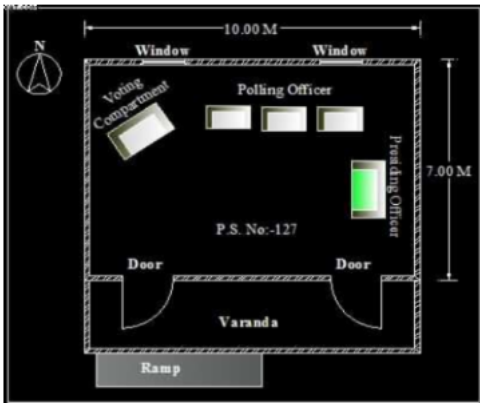 10.00 M
N
Window
Window
Voting
Compartment
Polling Officer
Presiding Officer
7.00 M
P.S. No:-127
Door
Door
Varanda
Ramp